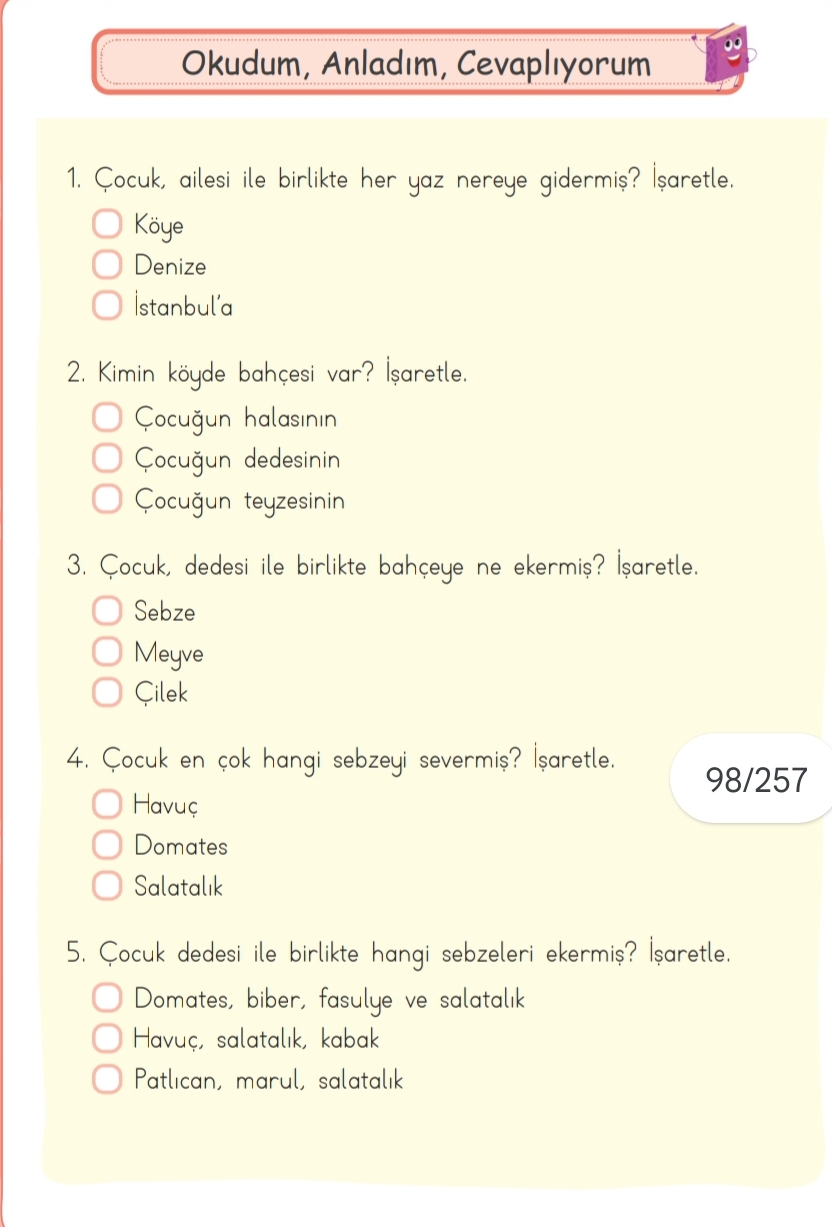 Okudum, Anladım, Cevaplıyorum
1. Çocuk, ailesi ile birlikte her yaz nereye gidermiş? İşaretle.
Köye
Denize
İstanbul'a
2. Kimin köyde bahçesi var? İşaretle.
Çocuğun halasının
Çocuğun dedesinin
Çocuğun teyzesinin
3. Çocuk, dedesi ile birlikte bahçeye ne ekermiş? İşaretle.
Sebze
Meyve
Çilek
4. Çocuk en çok hangi sebzeyi severmiş? İşaretle.
98/257
Havuç
Domates
Salatalık
5. Çocuk dedesi ile birlikte hangi sebzeleri ekermiş? İşaretle.
Domates, biber, fasulye ve salatalık
Havuç, salatalık, kabak
Patlıcan, marul, salatalık